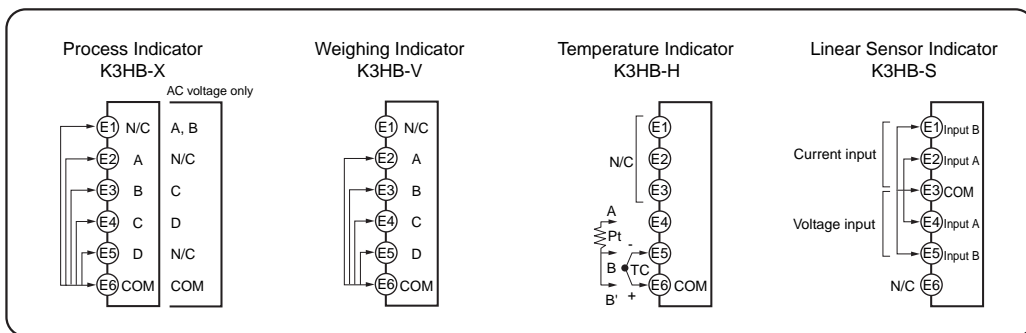 Process Indicator
K3HB-X
AC voltage only
E1 N/C A, B
E2 A N/C
E3 B C
E4 C D
E5 D N/C
E6 COM COM
Weighing Indicator
K3HB-V
E1 N/C
E2 A
E3 B
E4 C
E5 D
E6 COM
Temperature Indicator
K3HB-H
E1
N/C E2
E3
A E4
Pt
- E5
B TC
B' + E6 COM
Linear Sensor Indicator
K3HB-S
E1 Input B
Current input
E2 Input A
E3 COM
Voltage input
E4 Input A
E5 Input B
N/C E6